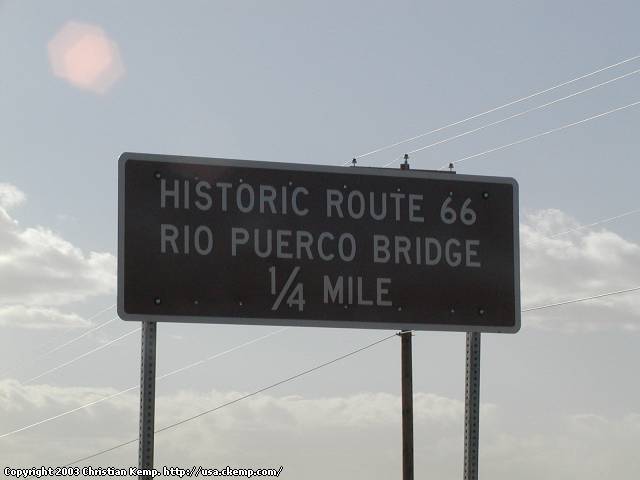 HISTORIC ROUTE 66
RIO PUERCO BRIDGE
1/4 MILE
Copyright 2003 Christian Kemp. http://usa.ckemp.com/